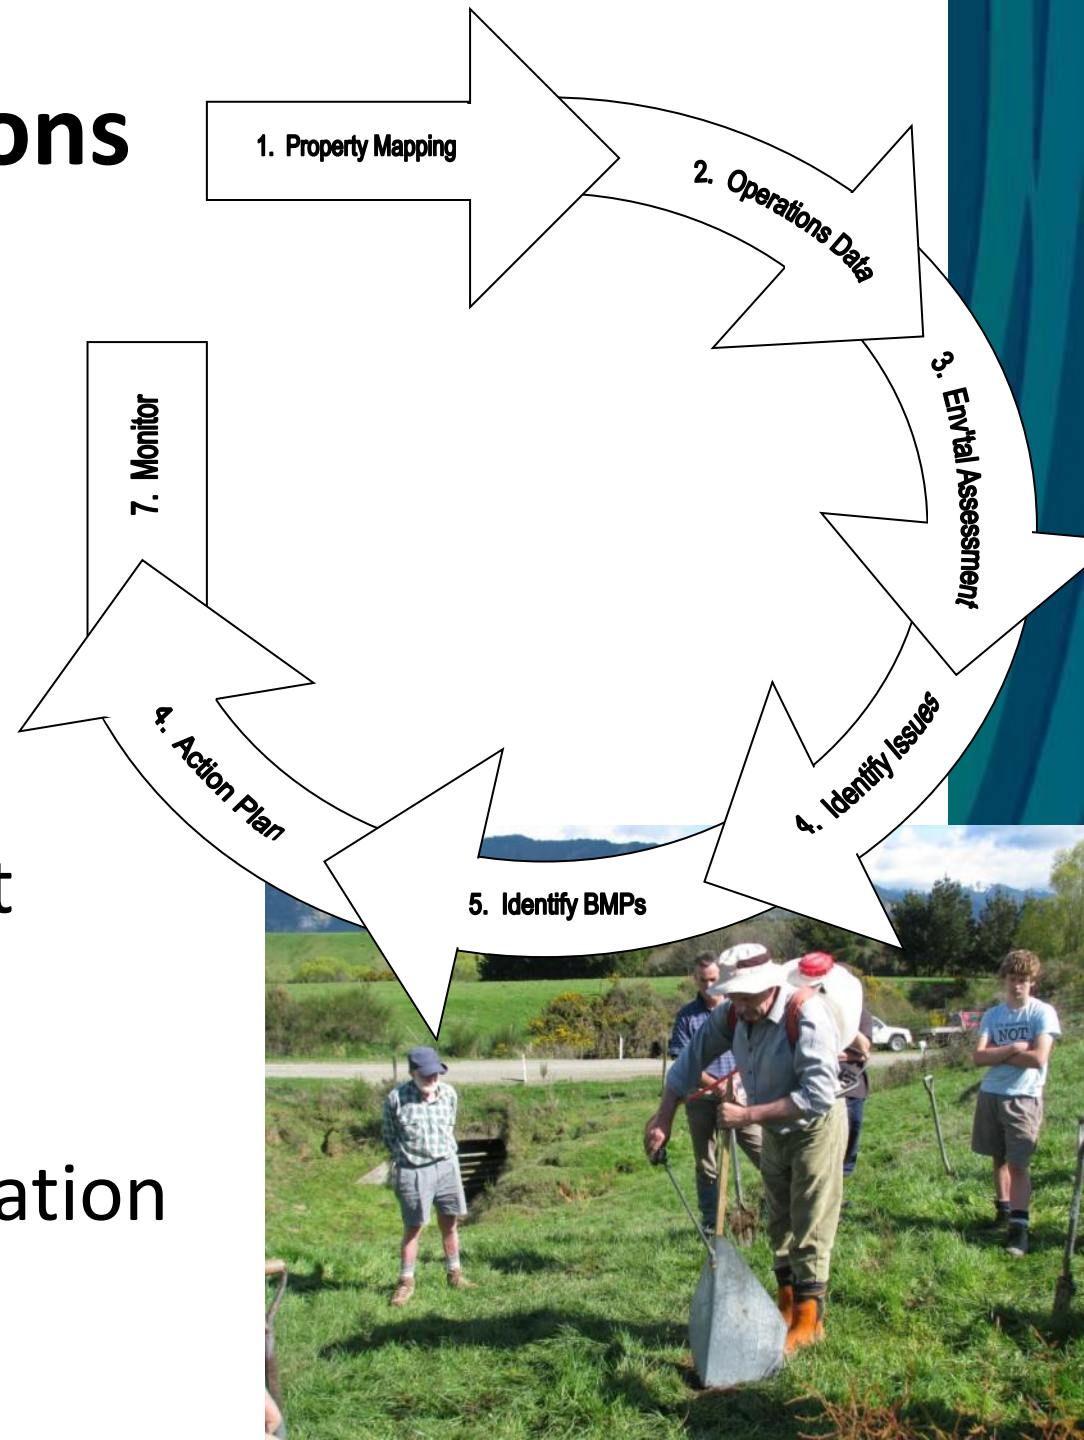 ons
1. Property Mapping
2. Operations Data
3. Env'tal Assessment
4. Identify Issues
5. Identify BMPs
4. Action Plan
7. Monitor
t
ation
NOT